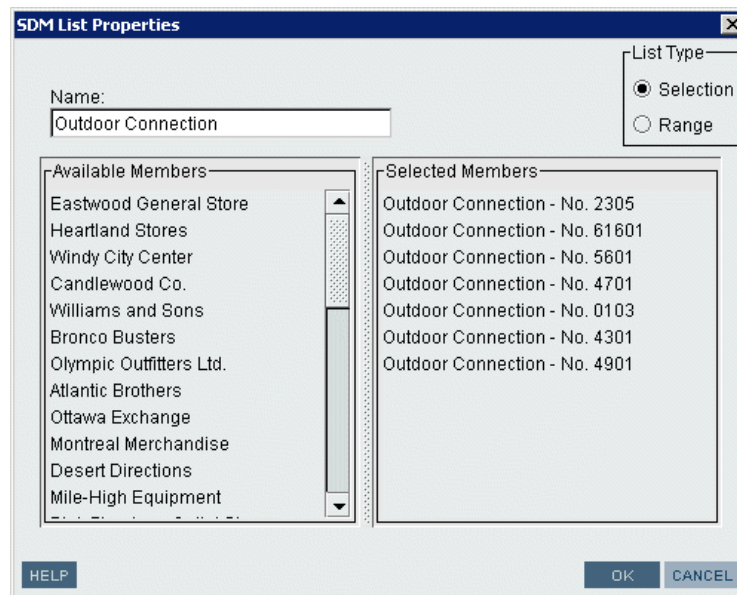 SDM List Properties
List Type
Name:
Selection
Outdoor Connection
Range
Available Members
Eastwood General Store
Heartland Stores
Windy City Center
Candlewood Co.
Williams and Sons
Bronco Busters
Olympic Outfitters Ltd.
Atlantic Brothers
Ottawa Exchange
Montreal Merchandise
Desert Directions
Mile-High Equipment
Selected Members
Outdoor Connection - No. 2305
Outdoor Connection - No. 61601
Outdoor Connection - No. 5601
Outdoor Connection - No. 4701
Outdoor Connection - No. 0103
Outdoor Connection - No. 4301
Outdoor Connection - No. 4901
HELP
OK
CANCEL